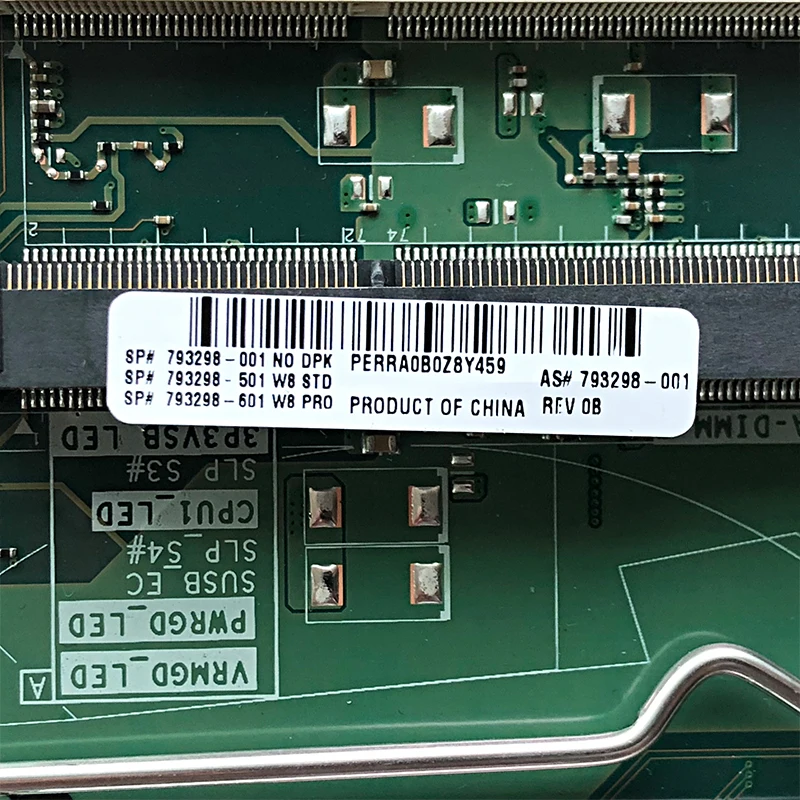 2
72
74
SP# 793298-001 NO DPK PERRA0B0Z8Y459
SP# 793298-501 W8 STD AS# 793298-001
SP# 793298-601 W8 PRO PRODUCT OF CHINA REV 0B
A-DIMM
3P3VSB_LED
SLP_S3#
CPU1_LED
SLP_S4#
SUSB_EC
PWRGD_LED
VRMGD_LED
A